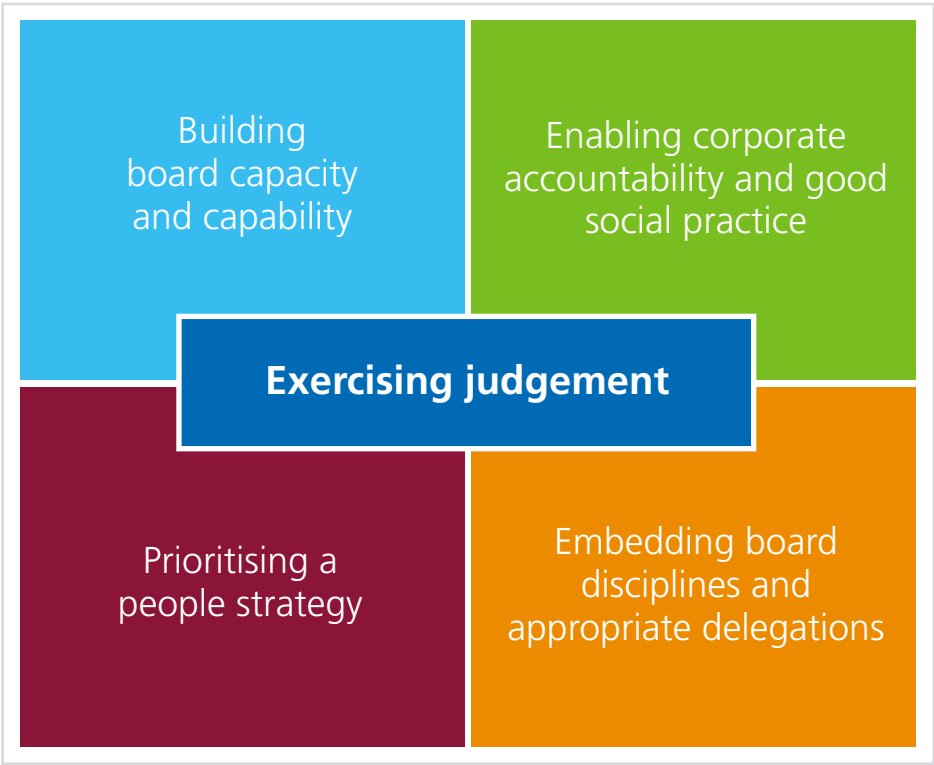 Building
board capacity
and capability
Enabling corporate
accountability and good
social practice
Exercising judgement
Prioritising a
people strategy
Embedding board
disciplines and
appropriate delegations